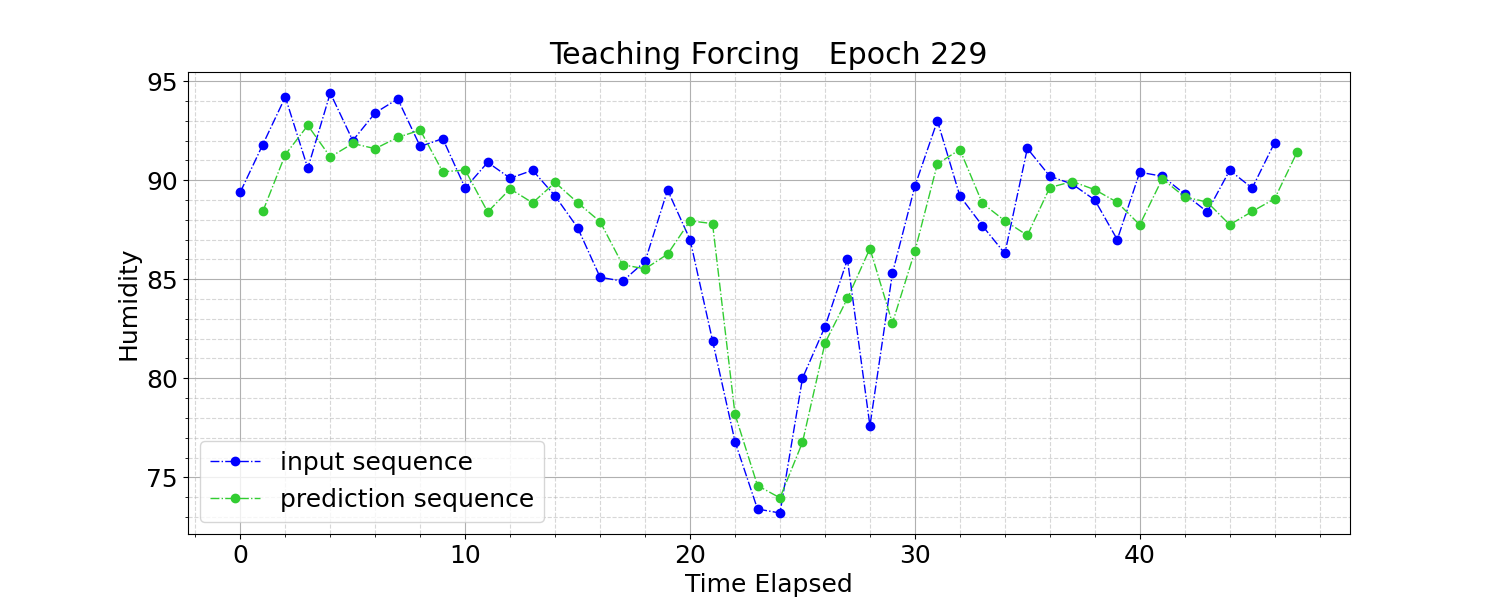 Teaching Forcing   Epoch 229
95
90
85
80
75
Humidity
input sequence
prediction sequence
0 10 20 30 40
Time Elapsed